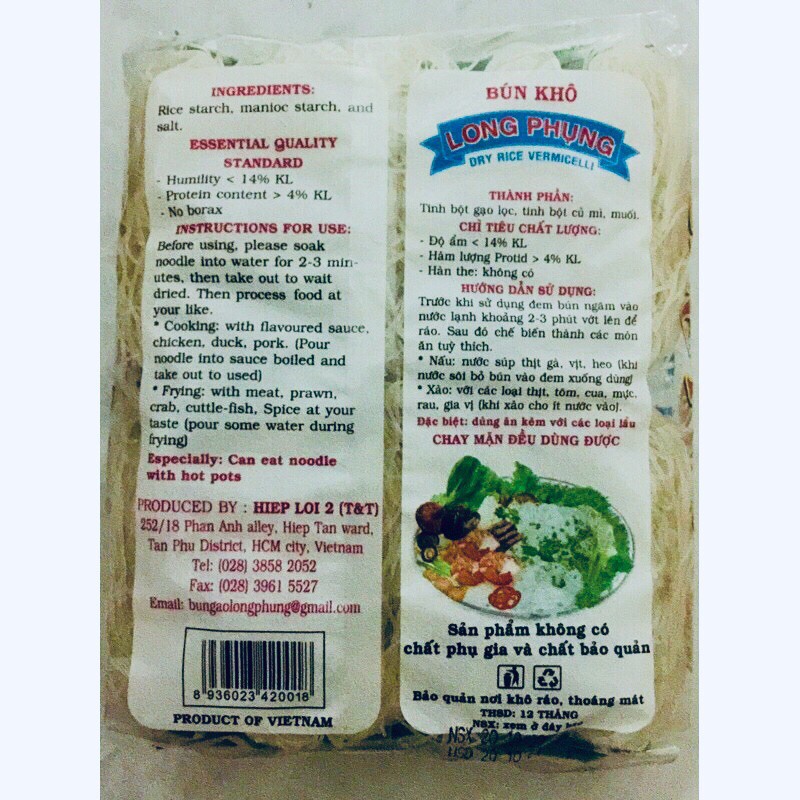 INGREDIENTS:
Rice starch, manioc starch, and
salt.
ESSENTIAL QUALITY
STANDARD
- Humility < 14% KL
- Protein content > 4% KL
- No borax
INSTRUCTIONS FOR USE:
Before using, please soak
noodle into water for 2-3 min-
utes, then take out to wait
dried. Then process food at
your like.
* Cooking: with flavoured sauce,
chicken, duck, pork. (Pour
noodle into sauce boiled and
take out to used)
* Frying: with meat, prawn,
crab, cuttle-fish, Spice at your
taste (pour some water during
frying)
Especially: Can eat noodle
with hot pots
PRODUCED BY : HIEP LOI 2 (T&T)
252/18 Phan Anh alley, Hiep Tan ward,
Tan Phu District, HCM city, Vietnam
Tel: (028) 3858 2052
Fax: (028) 3961 5527
Email: bungaolongphung@gmail.com
8 936023 420018
PRODUCT OF VIETNAM
BÚN KHÔ
LONG PHỤNG
DRY RICE VERMICELLI
THÀNH PHẦN:
Tinh bột gạo lọc, tinh bột củ mì, muối.
CHỈ TIÊU CHẤT LƯỢNG:
- Độ ẩm < 14% KL
- Hàm lượng Protid > 4% KL
- Hàn the: không có
HƯỚNG DẪN SỬ DỤNG:
Trước khi sử dụng đem bún ngâm vào
nước lạnh khoảng 2-3 phút vớt lên để
ráo. Sau đó chế biến thành các món
ăn tuỳ thích.
* Nấu: nước súp thịt gà, vịt, heo (khi
nước sôi bỏ bún vào đem xuống dùng)
* Xào: với các loại thịt, tôm, cua, mực,
rau, gia vị (khi xào cho ít nước vào).
Đặc biệt: dùng ăn kèm với các loại lẩu
CHAY MẶN ĐỀU DÙNG ĐƯỢC
Sản phẩm không có
chất phụ gia và chất bảo quản
Bảo quản nơi khô ráo, thoáng mát
THSD: 12 THÁNG
NSX: xem ở đây
NSX 20 10
HSD 20 10